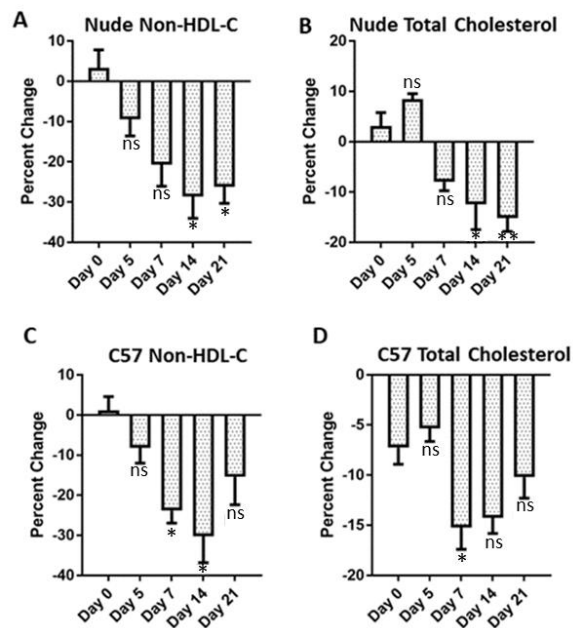 A
Nude Non-HDL-C
Percent Change
10
0
-10
-20
-30
-40
ns
ns
*
*
Day 0
Day 5
Day 7
Day 14
Day 21
B
Nude Total Cholesterol
Percent Change
20
10
0
-10
-20
ns
ns
*
**
Day 0
Day 5
Day 7
Day 14
Day 21
C
C57 Non-HDL-C
Percent Change
10
0
-10
-20
-30
-40
ns
*
*
ns
Day 0
Day 5
Day 7
Day 14
Day 21
D
C57 Total Cholesterol
Percent Change
0
-5
-10
-15
-20
ns
*
ns
ns
Day 0
Day 5
Day 7
Day 14
Day 21